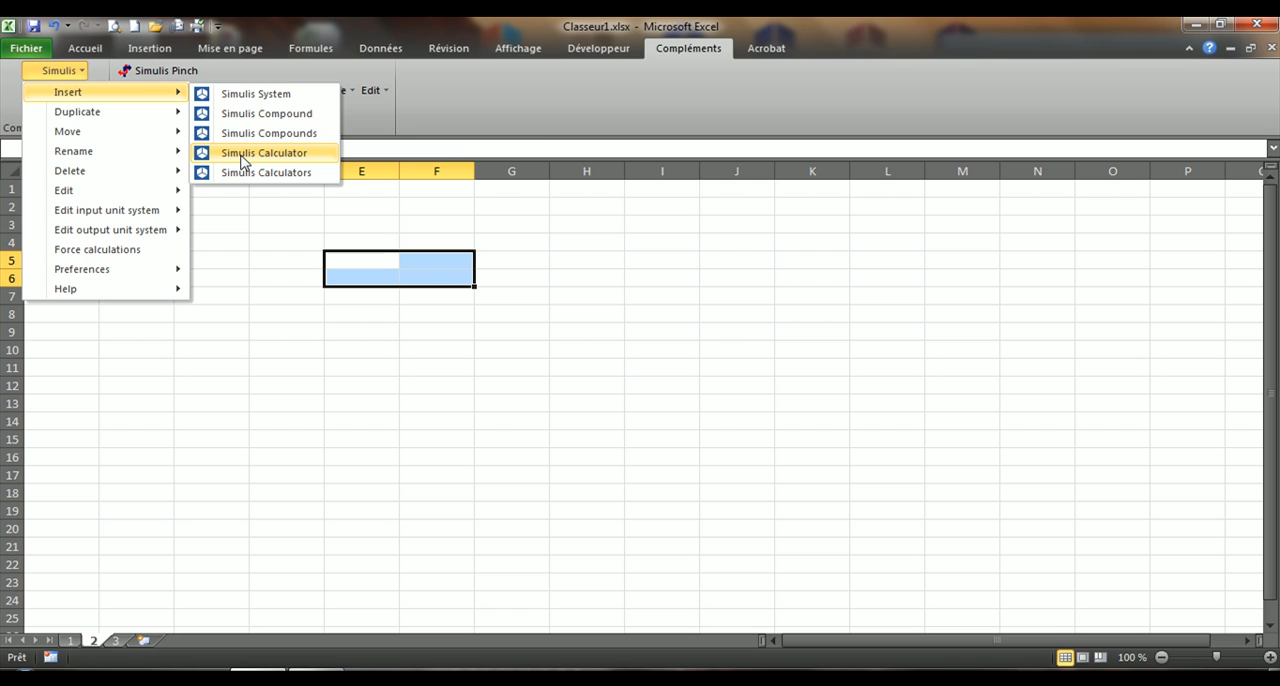 Classeur1.xlsx - Microsoft Excel
Fichier Accueil Insertion Mise en page Formules Données Révision Affichage Développeur Compléments Acrobat
Simulis Simulis Pinch
Insert
Duplicate
Move
Rename
Delete
Edit
Edit input unit system
Edit output unit system
Force calculations
Preferences
Help
Simulis System
Simulis Compound
Simulis Compounds
Simulis Calculator
Simulis Calculators
Edit
E F G H I J K L M N O P
1
2
3
4
5
6
7
8
9
10
11
12
13
14
15
16
17
18
19
20
21
22
23
24
25
1 2 3
Prêt 100 %